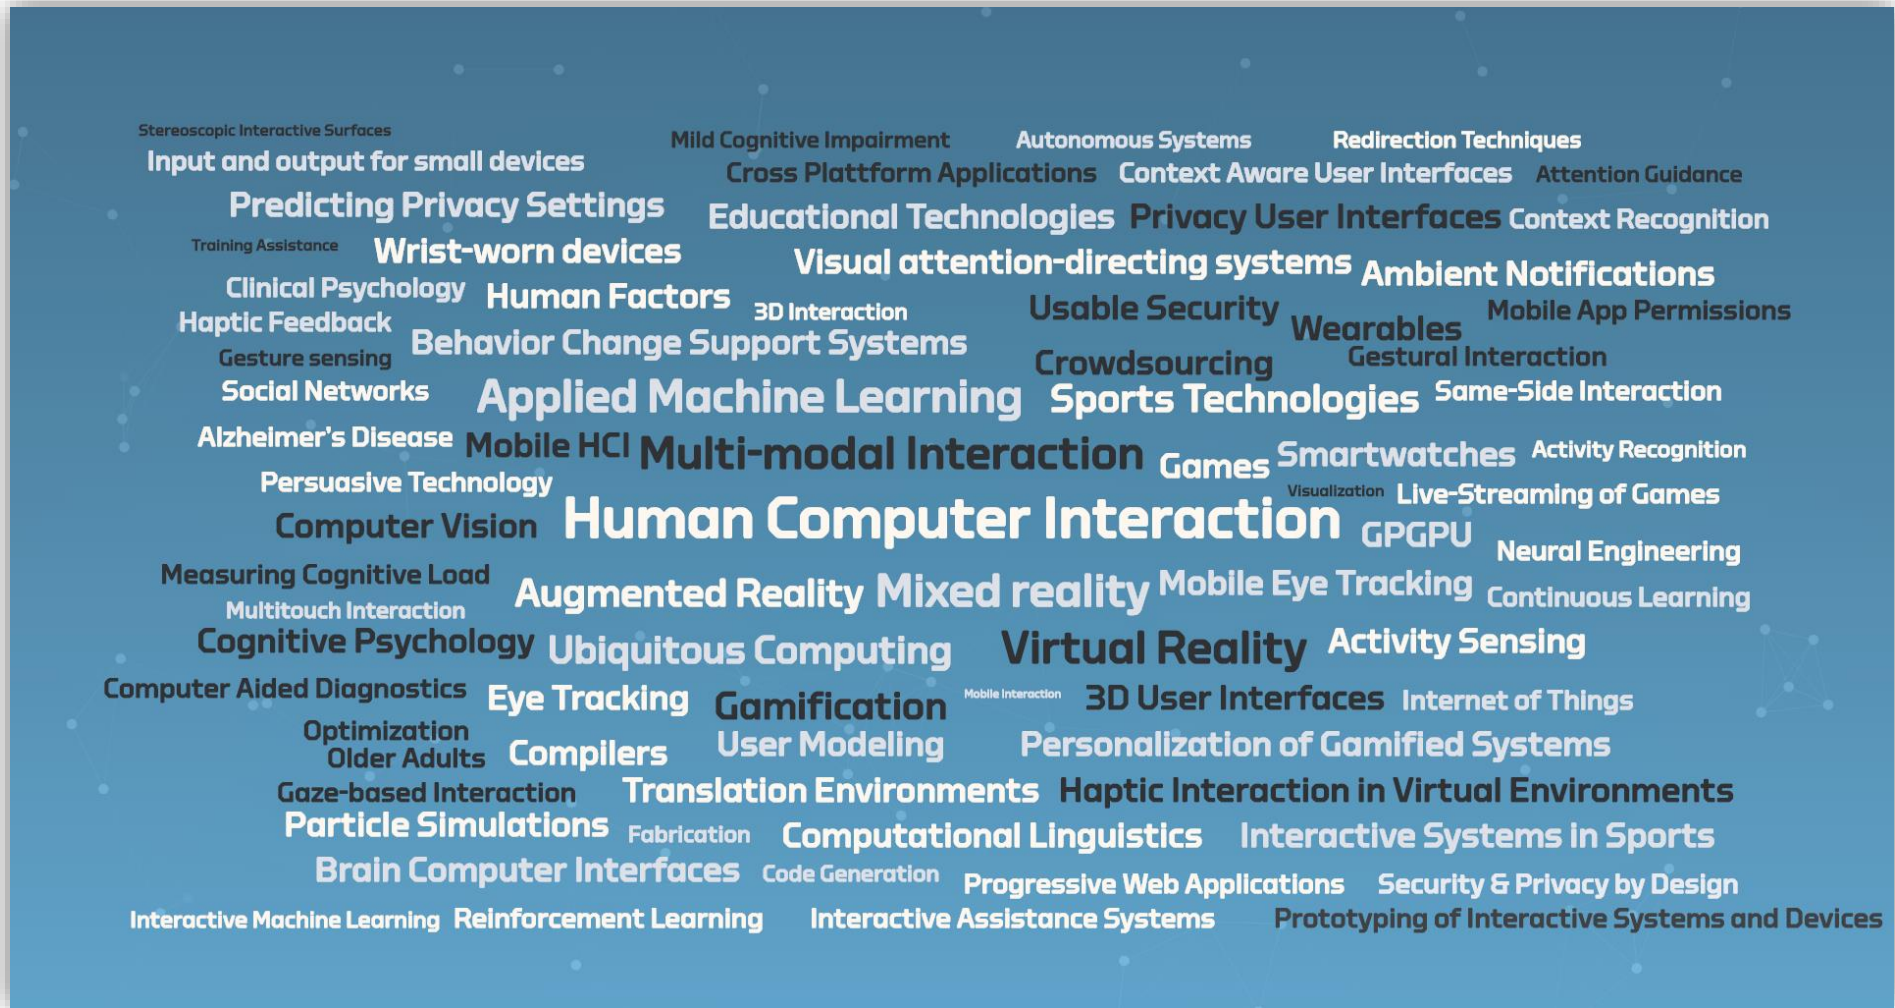 Stereoscopic Interactive Surfaces
Mild Cognitive Impairment Autonomous Systems Redirection Techniques
Input and output for small devices Cross Plattform Applications Context Aware User Interfaces Attention Guidance
Predicting Privacy Settings Educational Technologies Privacy User Interfaces Context Recognition
Training Assistance Wrist-worn devices Visual attention-directing systems Ambient Notifications
Clinical Psychology Human Factors 3D Interaction Usable Security Wearables Mobile App Permissions
Haptic Feedback Behavior Change Support Systems
Gesture sensing Crowdsourcing Gestural Interaction
Social Networks Applied Machine Learning Sports Technologies Same-Side Interaction
Alzheimer's Disease Mobile HCI Multi-modal Interaction Games Smartwatches Activity Recognition
Persuasive Technology Visualization Live-Streaming of Games
Computer Vision Human Computer Interaction GPGPU Neural Engineering
Measuring Cognitive Load Augmented Reality Mixed reality Mobile Eye Tracking Continuous Learning
Multitouch Interaction
Cognitive Psychology Ubiquitous Computing Virtual Reality Activity Sensing
Computer Aided Diagnostics Eye Tracking Gamification Mobile Interaction 3D User Interfaces Internet of Things
Optimization
Older Adults Compilers User Modeling Personalization of Gamified Systems
Gaze-based Interaction Translation Environments Haptic Interaction in Virtual Environments
Particle Simulations Fabrication Computational Linguistics Interactive Systems in Sports
Brain Computer Interfaces Code Generation Progressive Web Applications Security & Privacy by Design
Interactive Machine Learning Reinforcement Learning Interactive Assistance Systems Prototyping of Interactive Systems and Devices